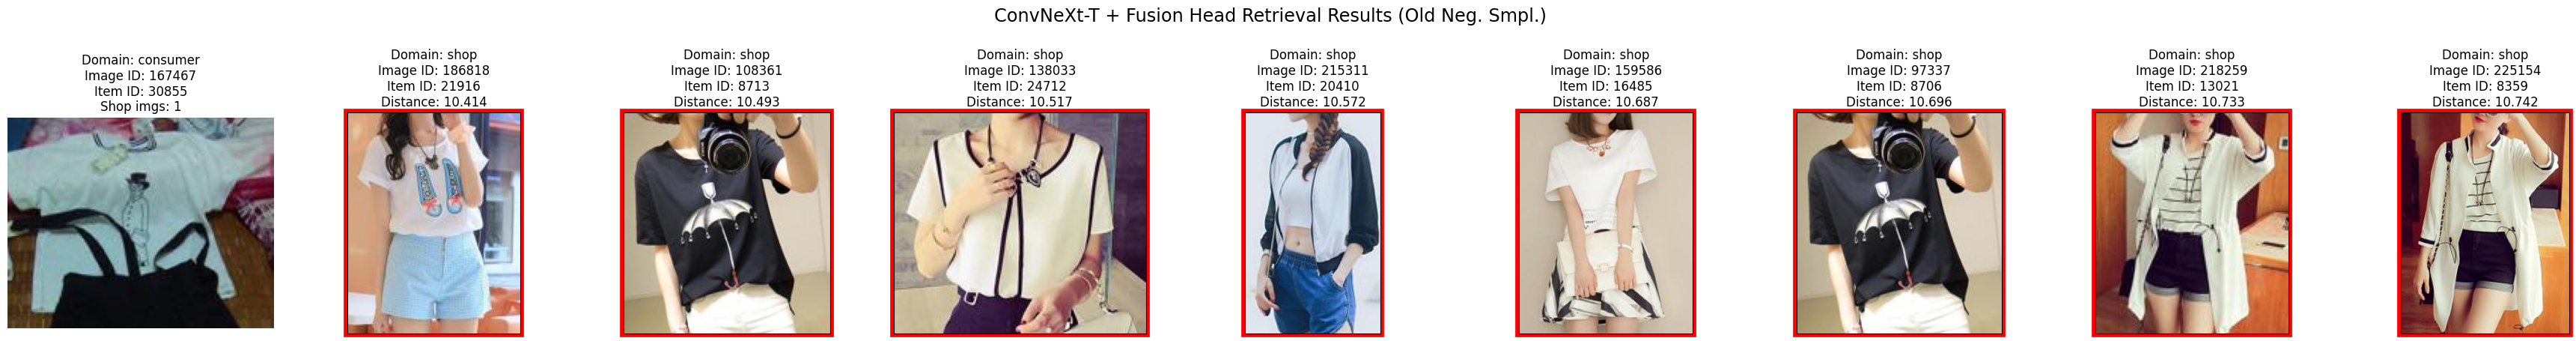 ConvNeXt-T + Fusion Head Retrieval Results (Old Neg. Smpl.)
Domain: consumer
Image ID: 167467
Item ID: 30855
Shop imgs: 1
Domain: shop
Image ID: 186818
Item ID: 21916
Distance: 10.414
Domain: shop
Image ID: 108361
Item ID: 8713
Distance: 10.493
Domain: shop
Image ID: 138033
Item ID: 24712
Distance: 10.517
Domain: shop
Image ID: 215311
Item ID: 20410
Distance: 10.572
Domain: shop
Image ID: 159586
Item ID: 16485
Distance: 10.687
Domain: shop
Image ID: 97337
Item ID: 8706
Distance: 10.696
Domain: shop
Image ID: 218259
Item ID: 13021
Distance: 10.733
Domain: shop
Image ID: 225154
Item ID: 8359
Distance: 10.742